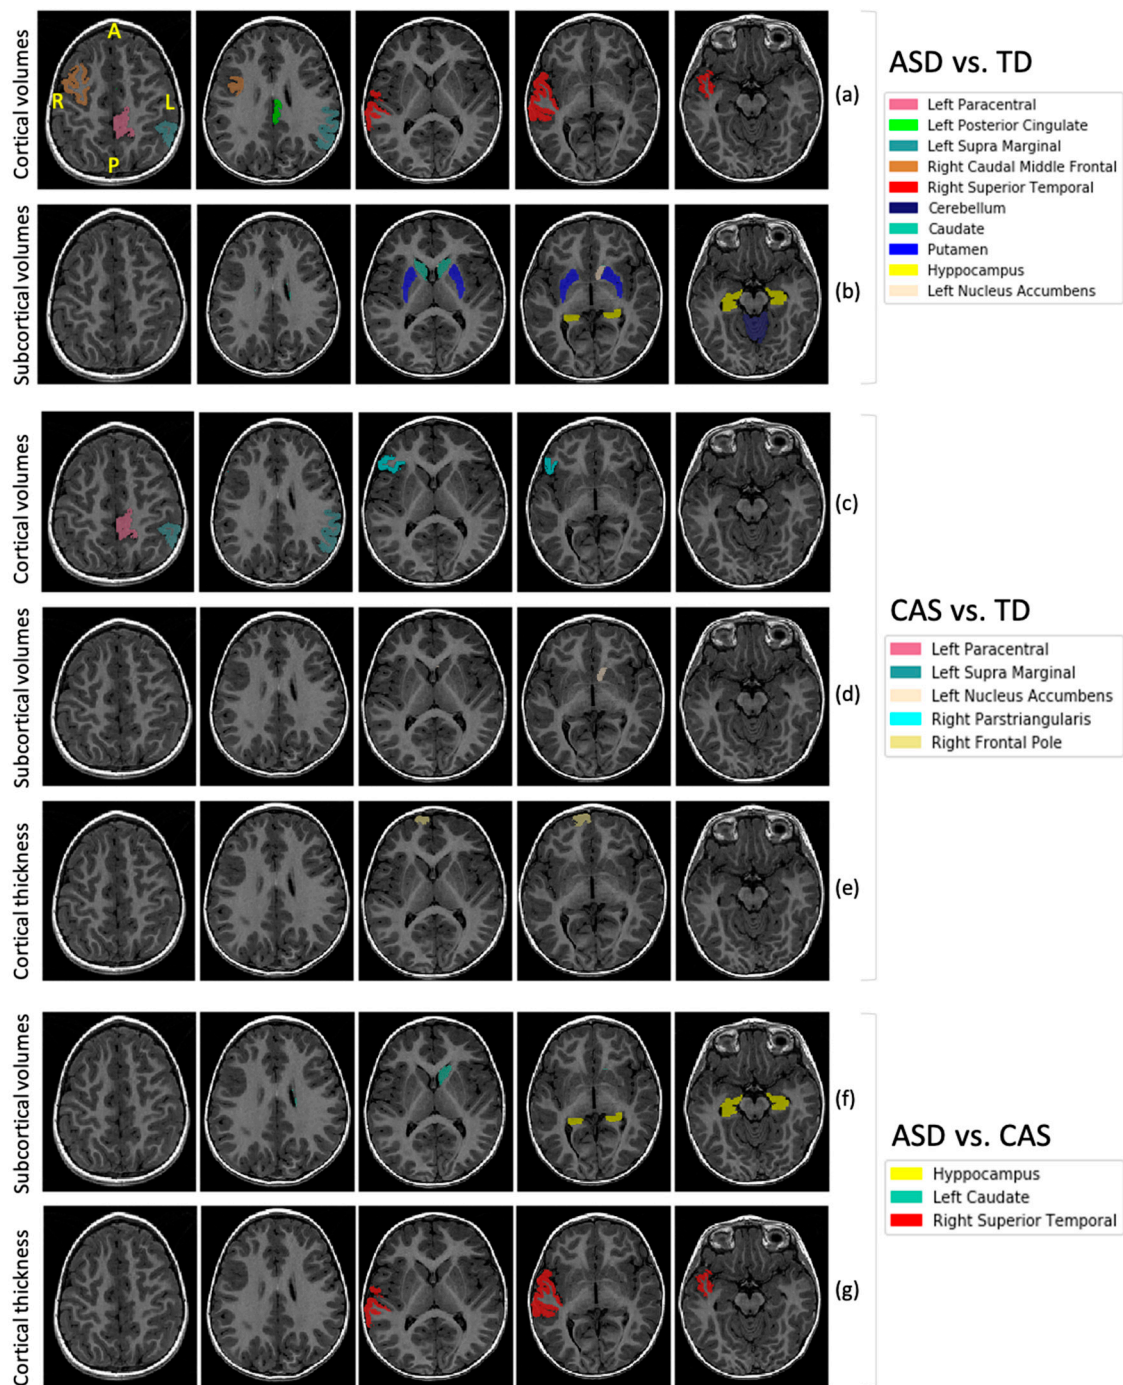 Cortical volumes
A
R
L
P
(a)
ASD vs. TD
Left Paracentral
Left Posterior Cingulate
Left Supra Marginal
Right Caudal Middle Frontal
Right Superior Temporal
Cerebellum
Caudate
Putamen
Hyppocampus
Left Nucleus Accumbens
Subcortical volumes
(b)
Cortical volumes
(c)
Subcortical volumes
(d)
CAS vs. TD
Left Paracentral
Left Supra Marginal
Left Nucleus Accumbens
Right Parstriangularis
Right Frontal Pole
Cortical thickness
(e)
Subcortical volumes
(f)
ASD vs. CAS
Hyppocampus
Left Caudate
Right Superior Temporal
Cortical thickness
(g)